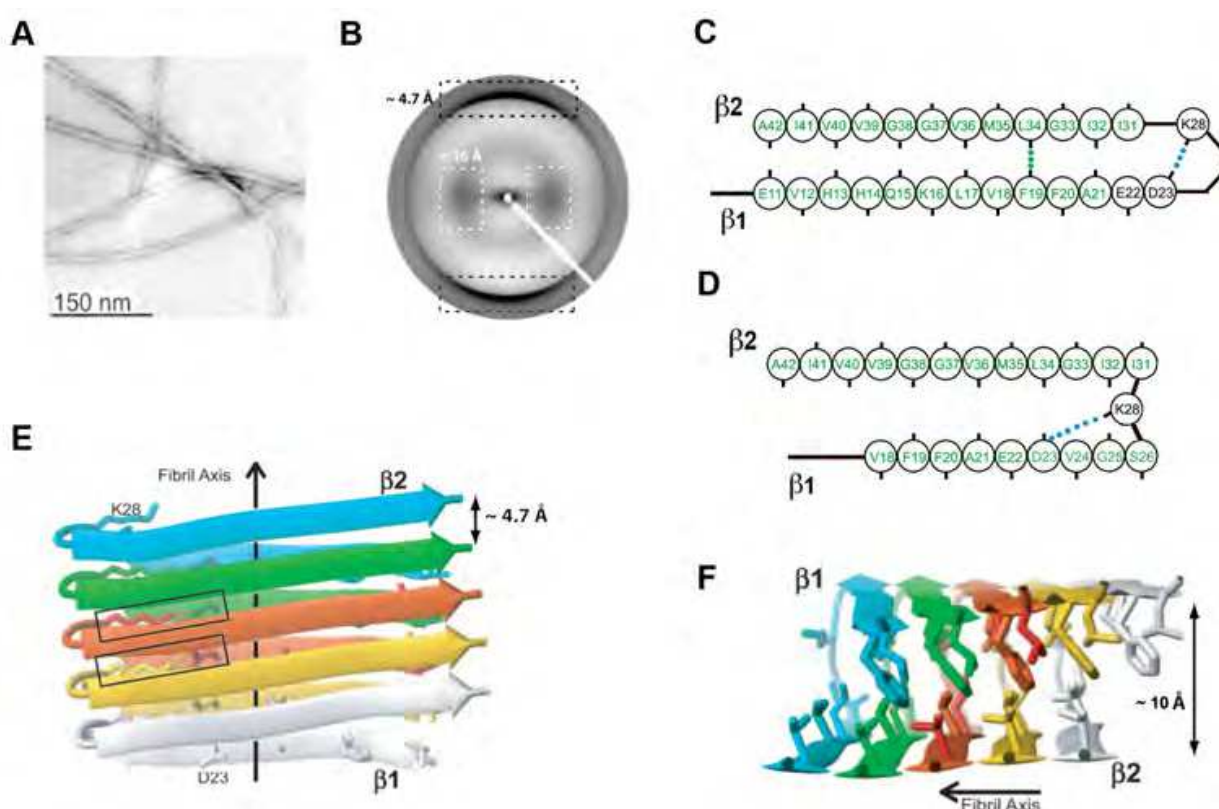 A
150 nm
B
~ 4.7 Å
C
β2
A42 I41 V40 V39 G38 G37 V36 M35 L34 G33 I32 I31 K28
E11 V12 H13 H14 Q15 K16 L17 V18 F19 F20 A21 E22 D23
β1
D
β2
A42 I41 V40 V39 G38 G37 V36 M35 L34 G33 I32 I31
K28
V18 F19 F20 A21 E22 D23 V24 G25 S26
β1
E
Fibril Axis
β2
K28
~ 4.7 Å
D23
β1
F
β1
~ 10 Å
β2
Fibril Axis